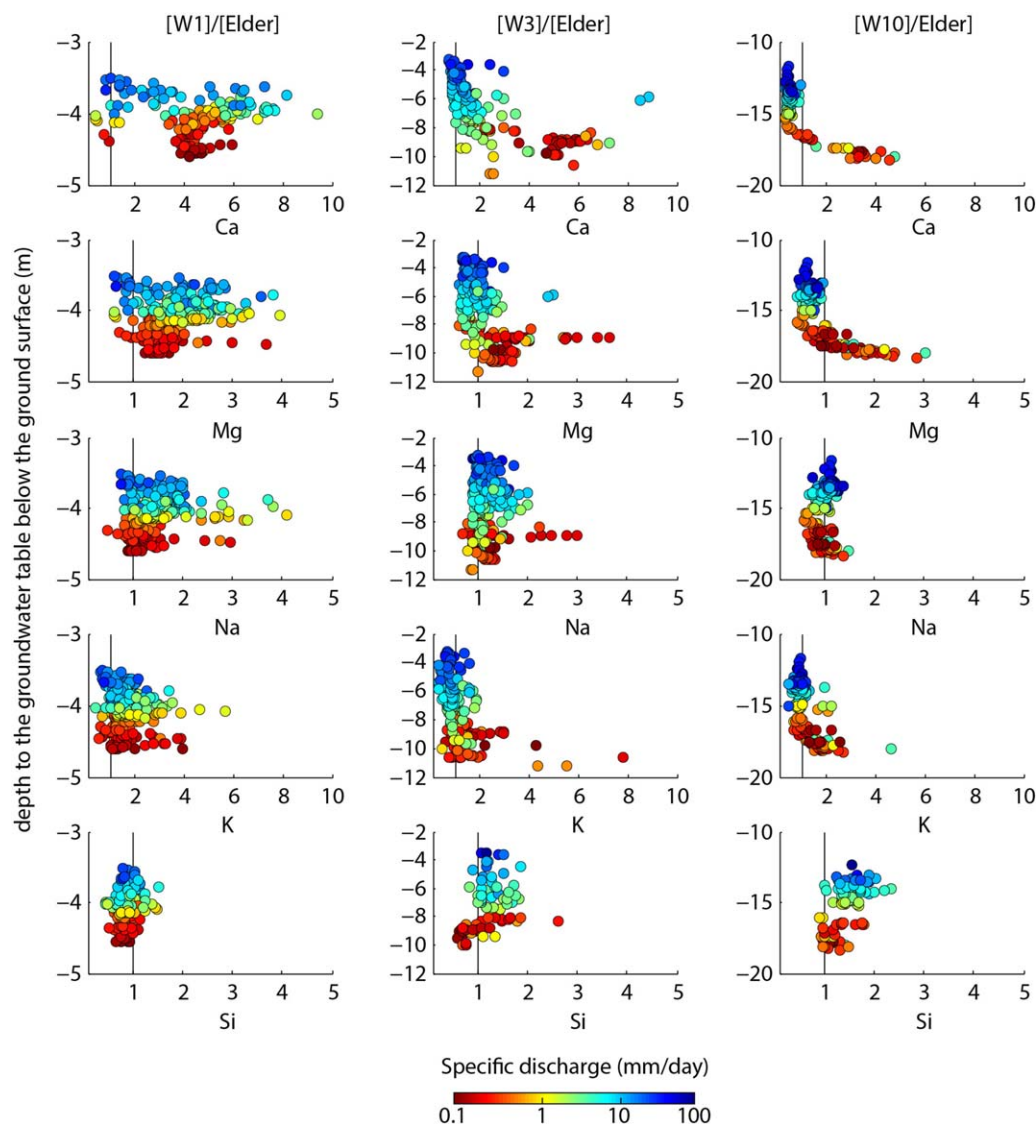 [W1]/[Elder] [W3]/[Elder] [W10]/Elder]
−3 −4 −5 2 4 6 8 10 Ca
−2 −4 −6 −8 −10 −12 2 4 6 8 10 Ca
−10 −15 −20 2 4 6 8 10 Ca
−3 −4 −5 1 2 3 4 5 Mg
−2 −4 −6 −8 −10 −12 1 2 3 4 5 Mg
−10 −15 −20 1 2 3 4 5 Mg
depth to the groundwater table below the ground surface (m)
−3 −4 −5 1 2 3 4 5 Na
−2 −4 −6 −8 −10 −12 1 2 3 4 5 Na
−10 −15 −20 1 2 3 4 5 Na
−3 −4 −5 2 4 6 8 10 K
−2 −4 −6 −8 −10 −12 2 4 6 8 10 K
−10 −15 −20 2 4 6 8 10 K
−3 −4 −5 1 2 3 4 5 Si
−2 −4 −6 −8 −10 −12 1 2 3 4 5 Si
−10 −15 −20 1 2 3 4 5 Si
Specific discharge (mm/day)
0.1 1 10 100